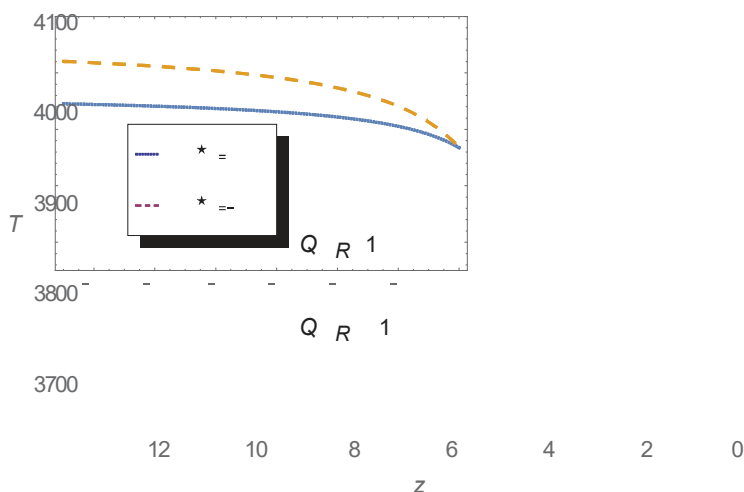 4100
4000
★ =
3900
★ =-
T
Q R 1
3800
- - - - - -
Q R 1
3700
12 10 8 6 4 2 0
z